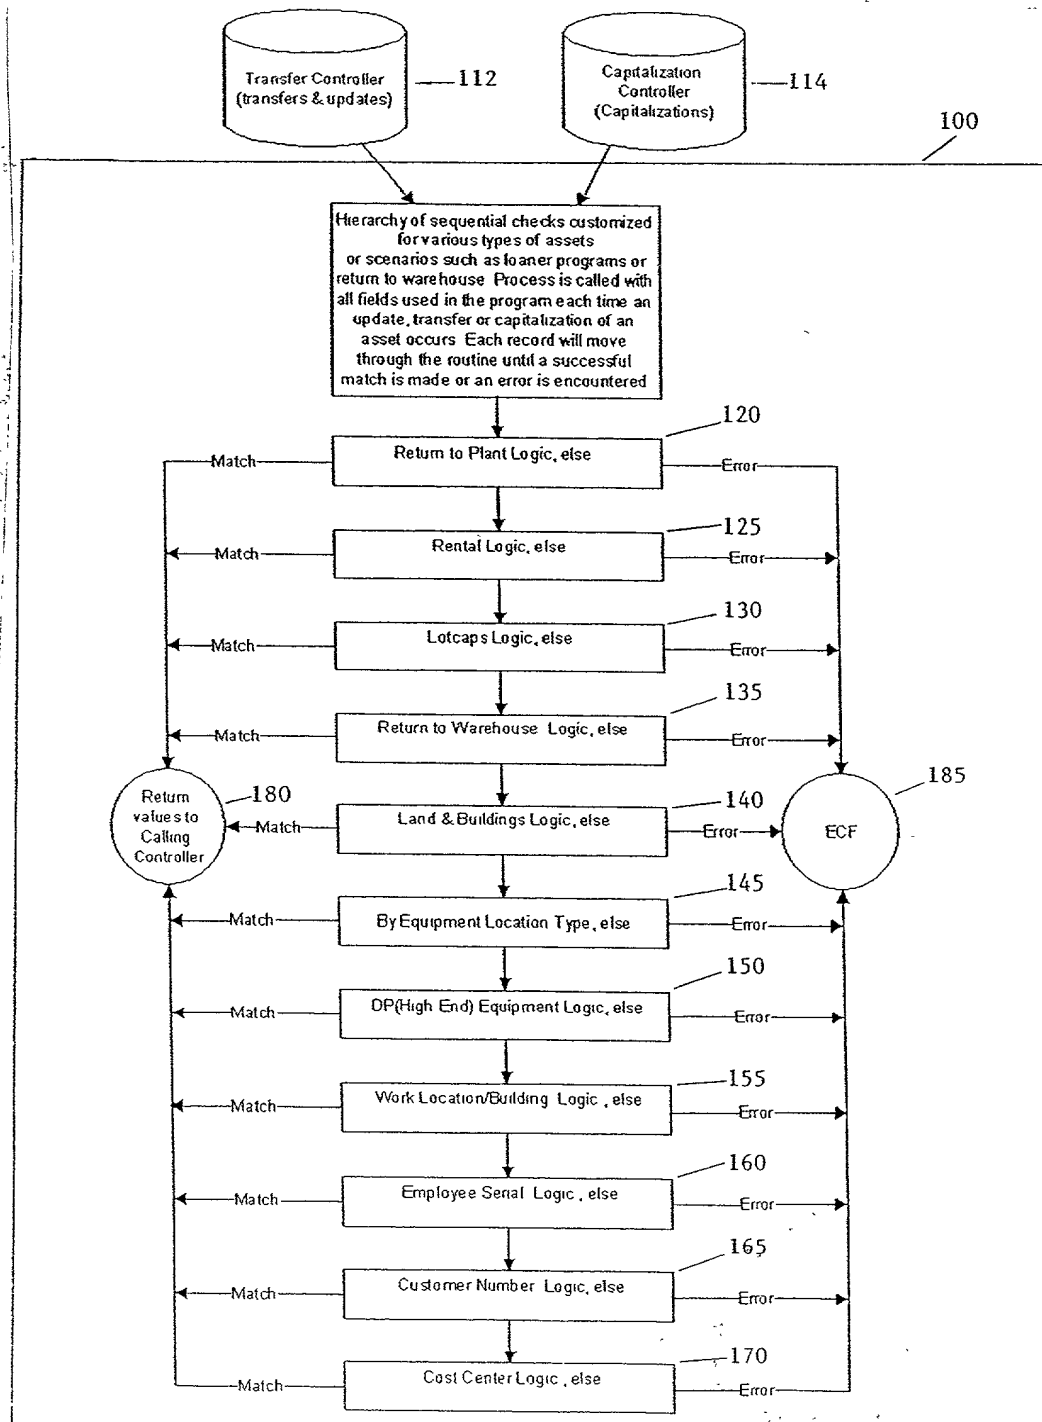 Transfer Controller
(transfers & updates)
112
Capitalization
Controller
(Capitalizations)
114
100
Hierarchy of sequential checks customized
for various types of assets
or scenarios such as loaner programs or
return to warehouse Process is called with
all fields used in the program each time an
update, transfer or capitalization of an
asset occurs Each record will move
through the routine until a successful
match is made or an error is encountered
120
Match
Return to Plant Logic, else
Error
125
Match
Rental Logic, else
Error
130
Match
Lotcaps Logic, else
Error
135
Match
Return to Warehouse Logic, else
Error
180
Return
values to
Calling
Controller
140
Match
Land & Buildings Logic, else
Error
185
ECF
145
Match
By Equipment Location Type, else
Error
150
Match
DP(High End) Equipment Logic, else
Error
155
Match
Work Location/Building Logic , else
Error
160
Match
Employee Serial Logic, else
Error
165
Match
Customer Number Logic, else
Error
170
Match
Cost Center Logic , else
Error